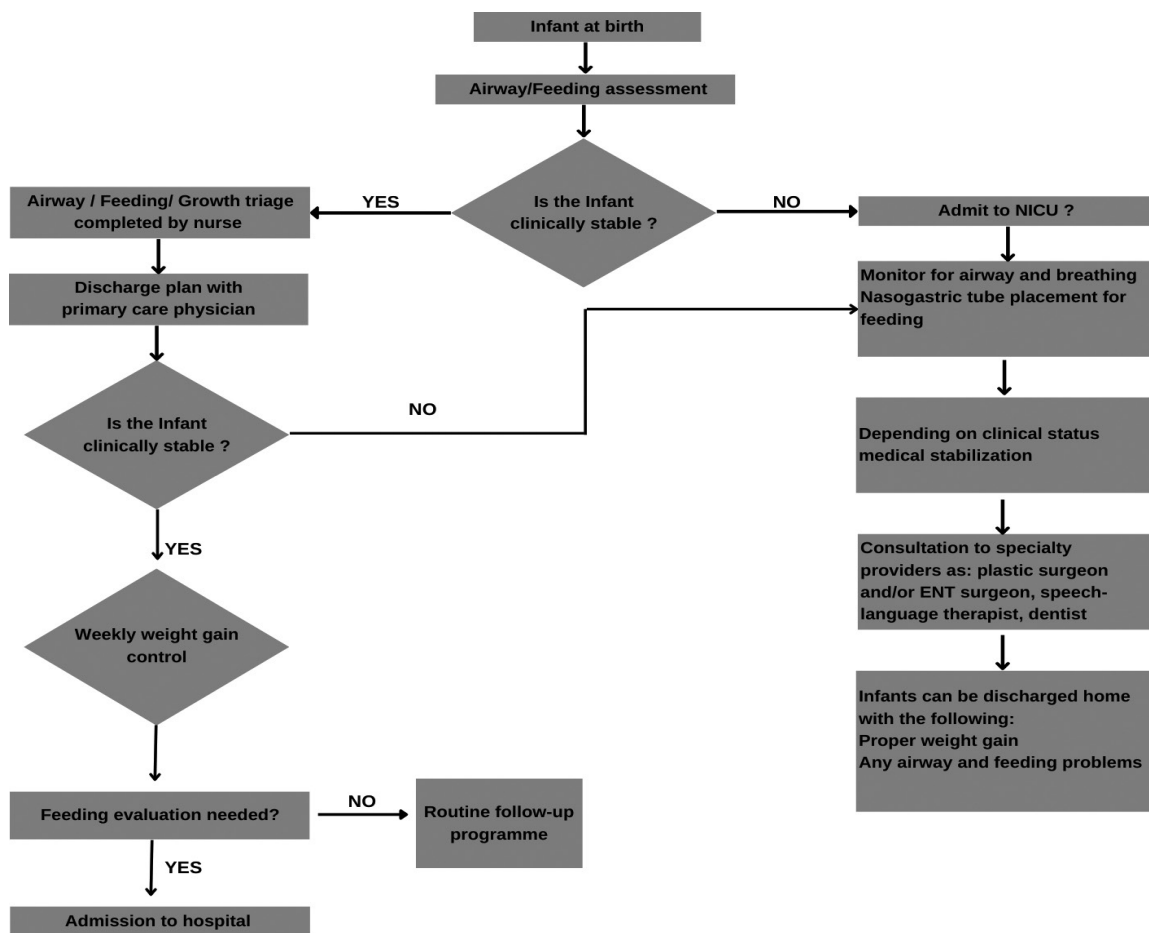 Infant at birth
Airway/Feeding assessment
Is the Infant
clinically stable ?
YES
NO
Airway / Feeding/ Growth triage
completed by nurse
Discharge plan with
primary care physician
Is the Infant
clinically stable ?
NO
YES
Weekly weight gain
control
Feeding evaluation needed?
NO
Routine follow-up
programme
YES
Admission to hospital
Admit to NICU ?
Monitor for airway and breathing
Nasogastric tube placement for
feeding
Depending on clinical status
medical stabilization
Consultation to specialty
providers as: plastic surgeon
and/or ENT surgeon, speech-
language therapist, dentist
Infants can be discharged home
with the following:
Proper weight gain
Any airway and feeding problems